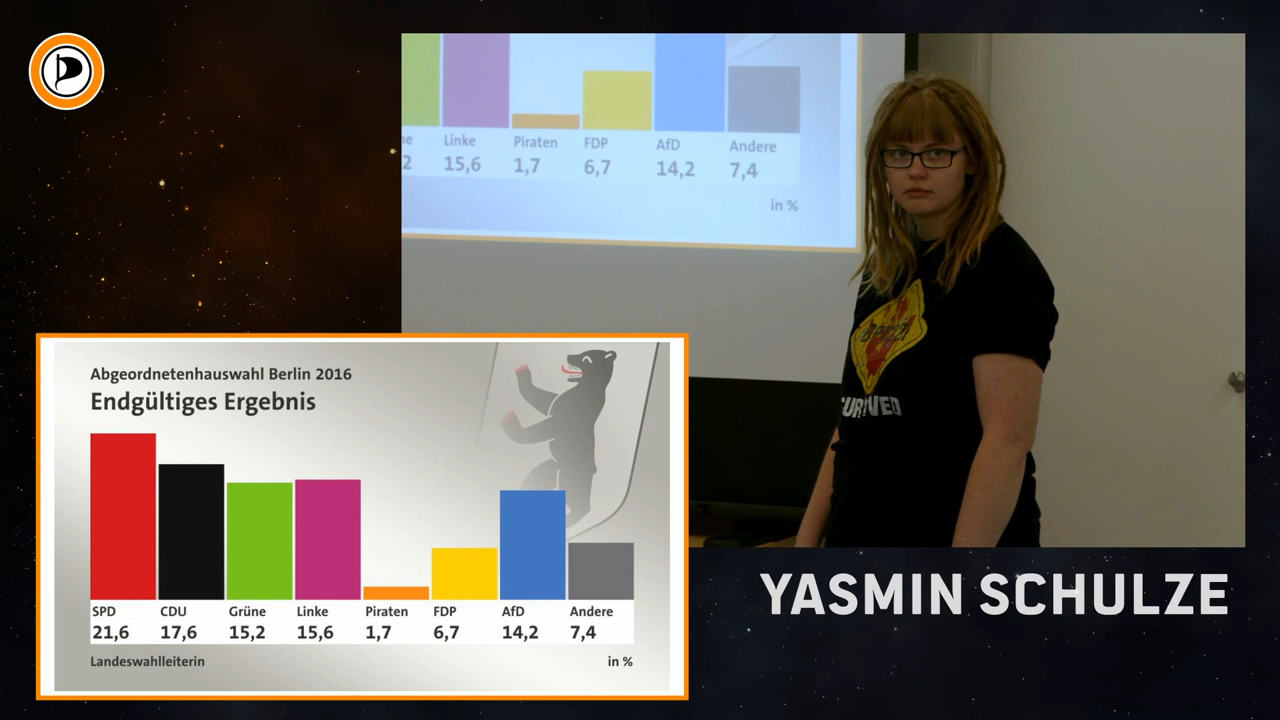 Linke Piraten FDP AfD Andere
15,6 1,7 6,7 14,2 7,4
in %
Abgeordnetenhauswahl Berlin 2016
Endgültiges Ergebnis
SPD CDU Grüne Linke Piraten FDP AfD Andere
21,6 17,6 15,2 15,6 1,7 6,7 14,2 7,4
Landeswahlleiterin in %
YASMIN SCHULZE